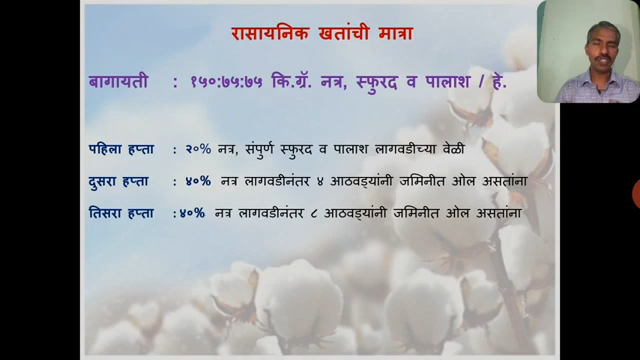 रासायनिक खतांची मात्रा
बागायती : १५०:७५:७५ कि.ग्रॅ. नत्र, स्फुरद व पालाश / हे.
पहिला हप्ता : २०% नत्र, संपुर्ण स्फुरद व पालाश लागवडीच्या वेळी
दुसरा हप्ता : ४०% नत्र लागवडीनंतर ४ आठवड्यांनी जमिनीत ओल असतांना
तिसरा हप्ता : ४०% नत्र लागवडीनंतर ८ आठवड्यांनी जमिनीत ओल असतांना